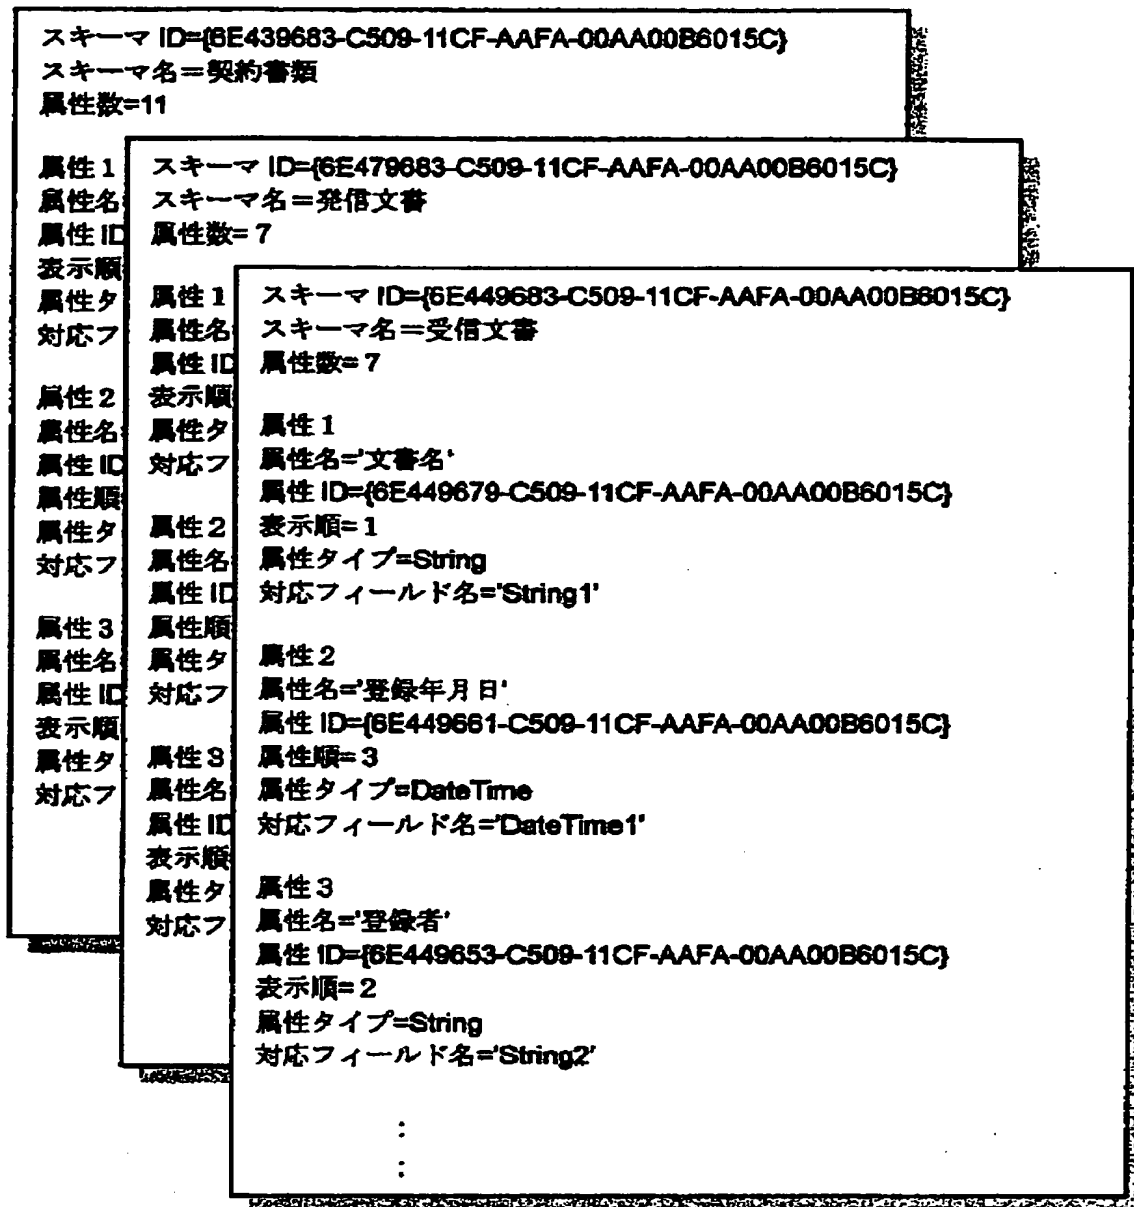 スキーマ ID={6E439683-C509-11CF-AAFA-00AA00B6015C}
スキーマ名＝契約書類
属性数=11
属性 1
属性名
属性 ID
表示順
属性タ
対応フ
属性 2
属性名
属性 ID
属性順
属性タ
対応フ
属性 3
属性名
属性 ID
表示順
属性タ
対応フ
スキーマ ID={6E479683-C509-11CF-AAFA-00AA00B6015C}
スキーマ名＝発信文書
属性数= 7
属性 1
属性名
属性 ID
表示順
属性タ
対応フ
属性 2
属性名
属性 ID
属性順
属性タ
対応フ
属性 3
属性名
属性 ID
表示順
属性タ
対応フ
スキーマ ID={6E449683-C509-11CF-AAFA-00AA00B6015C}
スキーマ名＝受信文書
属性数= 7
属性 1
属性名='文書名'
属性 ID={6E449679-C509-11CF-AAFA-00AA00B6015C}
表示順= 1
属性タイプ=String
対応フィールド名='String1'
属性 2
属性名='登録年月日'
属性 ID={6E449661-C509-11CF-AAFA-00AA00B6015C}
属性順= 3
属性タイプ=DateTime
対応フィールド名='DateTime1'
属性 3
属性名='登録者'
属性 ID={6E449653-C509-11CF-AAFA-00AA00B6015C}
表示順= 2
属性タイプ=String
対応フィールド名='String2'
:
: